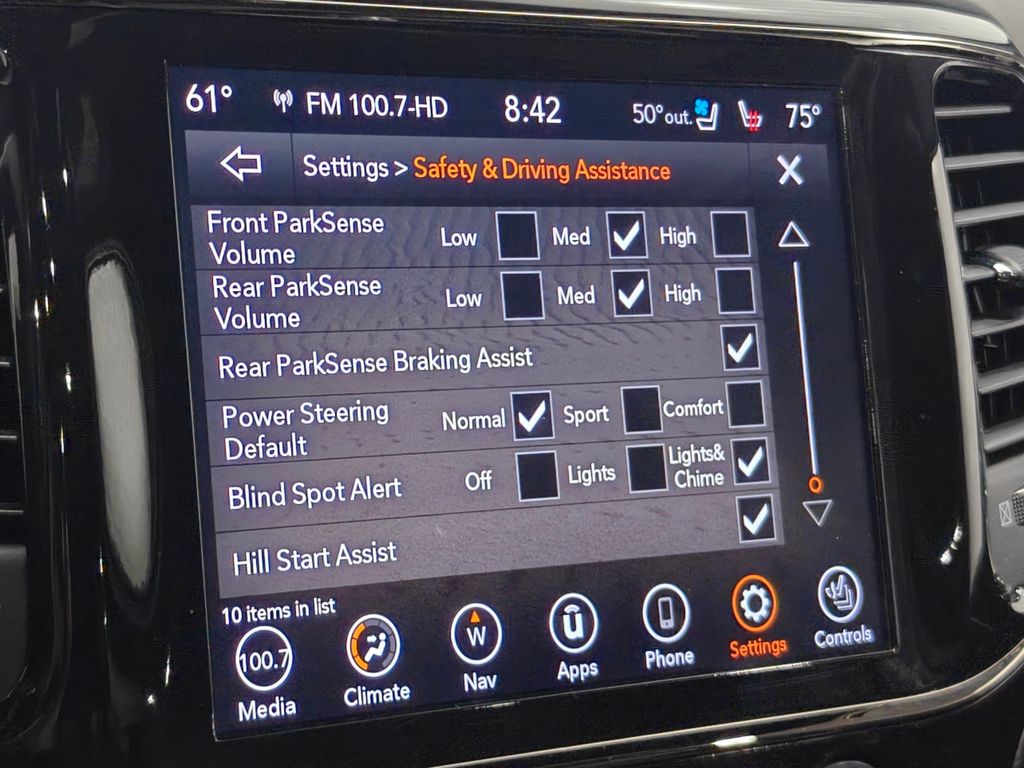 61° FM 100.7-HD 8:42 50°out. 75°
Settings > Safety & Driving Assistance X
Front ParkSense
Volume Low Med High
Rear ParkSense
Volume Low Med High
Rear ParkSense Braking Assist
Power Steering
Default Normal Sport Comfort
Blind Spot Alert Off Lights Lights&
Chime
Hill Start Assist
10 items in list
100.7 W u
Media Climate Nav Apps Phone Settings Controls